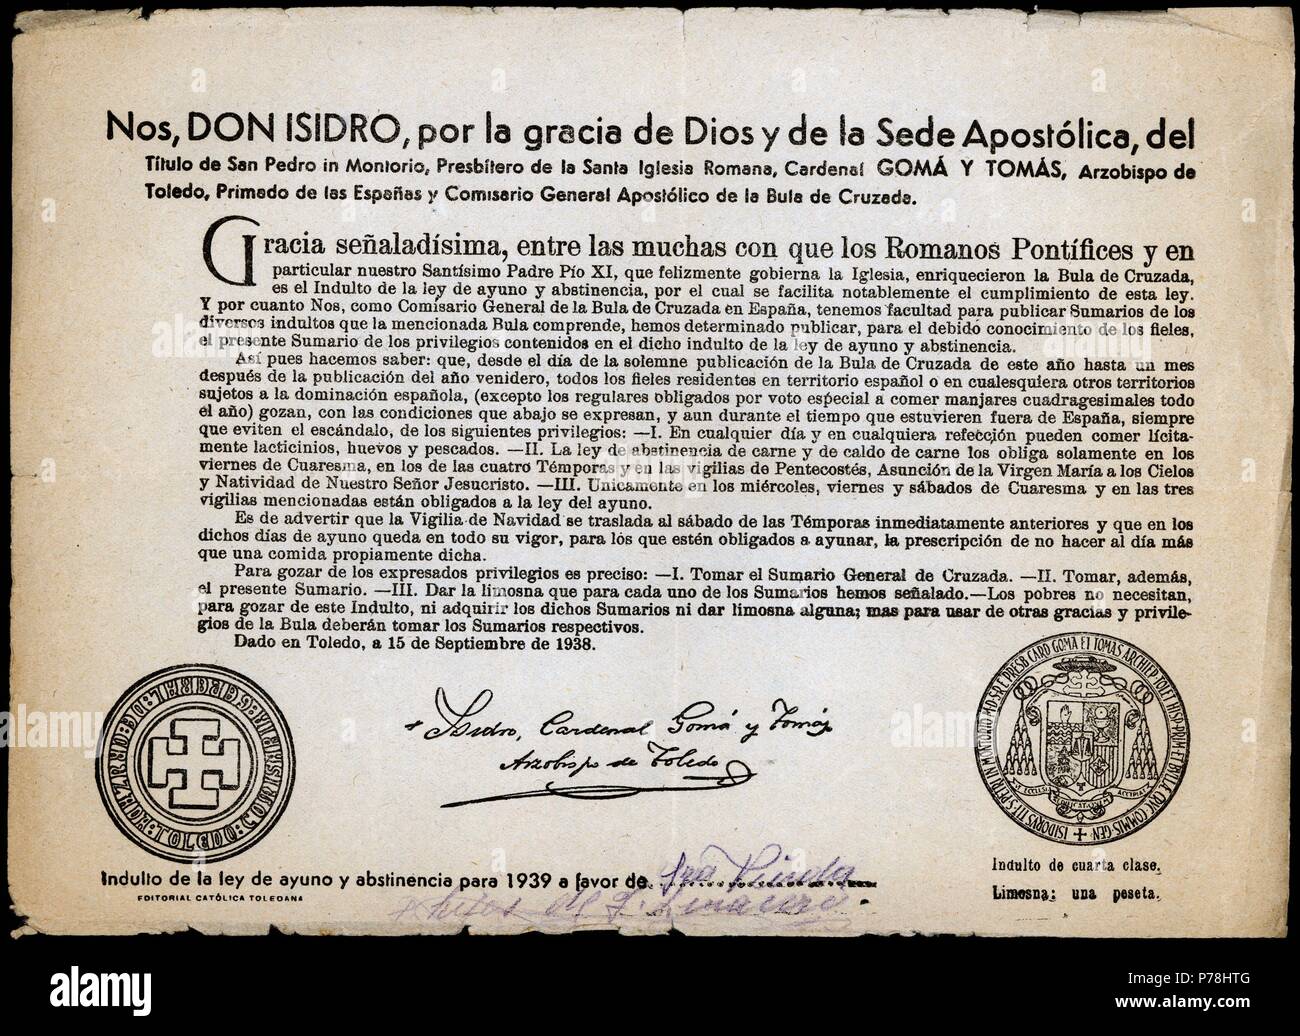 Nos, DON ISIDRO, por la gracia de Dios y de la Sede Apostólica, del
Título de San Pedro in Montorio, Presbítero de la Santa Iglesia Romana, Cardenal GOMÁ Y TOMÁS, Arzobispo de
Toledo, Primado de las Españas y Comisario General Apostólico de la Bula de Cruzada.
Gracia señaladísima, entre las muchas con que los Romanos Pontífices y en
particular nuestro Santísimo Padre Pío XI, que felizmente gobierna la Iglesia, enriquecieron la Bula de Cruzada,
es el Indulto de la ley de ayuno y abstinencia, por el cual se facilita notablemente el cumplimiento de esta ley.
Y por cuanto Nos, como Comisario General de la Bula de Cruzada en España, tenemos facultad para publicar Sumarios de los
diversos indultos que la mencionada Bula comprende, hemos determinado publicar, para el debido conocimiento de los fieles,
el presente Sumario de los privilegios contenidos en el dicho indulto de la ley de ayuno y abstinencia.
Así pues hacemos saber: que, desde el día de la solemne publicación de la Bula de Cruzada de este año hasta un mes
después de la publicación del año venidero, todos los fieles residentes en territorio español o en cualesquiera otros territorios
sujetos a la dominación española, (excepto los regulares obligados por voto especial a comer manjares cuadragesimales todo
el año) gozan, con las condiciones que abajo se expresan, y aun durante el tiempo que estuvieren fuera de España, siempre
que eviten el escándalo, de los siguientes privilegios: —I. En cualquier día y en cualquiera refección pueden comer lícita-
mente lacticinios, huevos y pescados. —II. La ley de abstinencia de carne y de caldo de carne los obliga solamente en los
viernes de Cuaresma, en los de las cuatro Témporas y en las vigilias de Pentecostés, Asunción de la Virgen María a los Cielos
y Natividad de Nuestro Señor Jesucristo. —III. Unicamente en los miércoles, viernes y sábados de Cuaresma y en las tres
vigilias mencionadas están obligados a la ley del ayuno.
Es de advertir que la Vigilia de Navidad se traslada al sábado de las Témporas inmediatamente anteriores y que en los
dichos días de ayuno queda en todo su vigor, para los que estén obligados a ayunar, la prescripción de no hacer al día más
que una comida propiamente dicha.
Para gozar de los expresados privilegios es preciso: —I. Tomar el Sumario General de Cruzada. —II. Tomar, además,
el presente Sumario. —III. Dar la limosna que para cada uno de los Sumarios hemos señalado.—Los pobres no necesitan,
para gozar de este Indulto, ni adquirir los dichos Sumarios ni dar limosna alguna; mas para usar de otras gracias y privile-
gios de la Bula deberán tomar los Sumarios respectivos.
Dado en Toledo, a 15 de Septiembre de 1938.
+ Isidro, Cardenal Gomá y Tomás
Arzobispo de Toledo
Indulto de la ley de ayuno y abstinencia para 1939 a favor de Sra Viuda
e hijos de
EDITORIAL CATÓLICA TOLEDANA
Indulto de cuarta clase.
Limosna: una peseta.
alamy
P78HTG
www.alamy.com